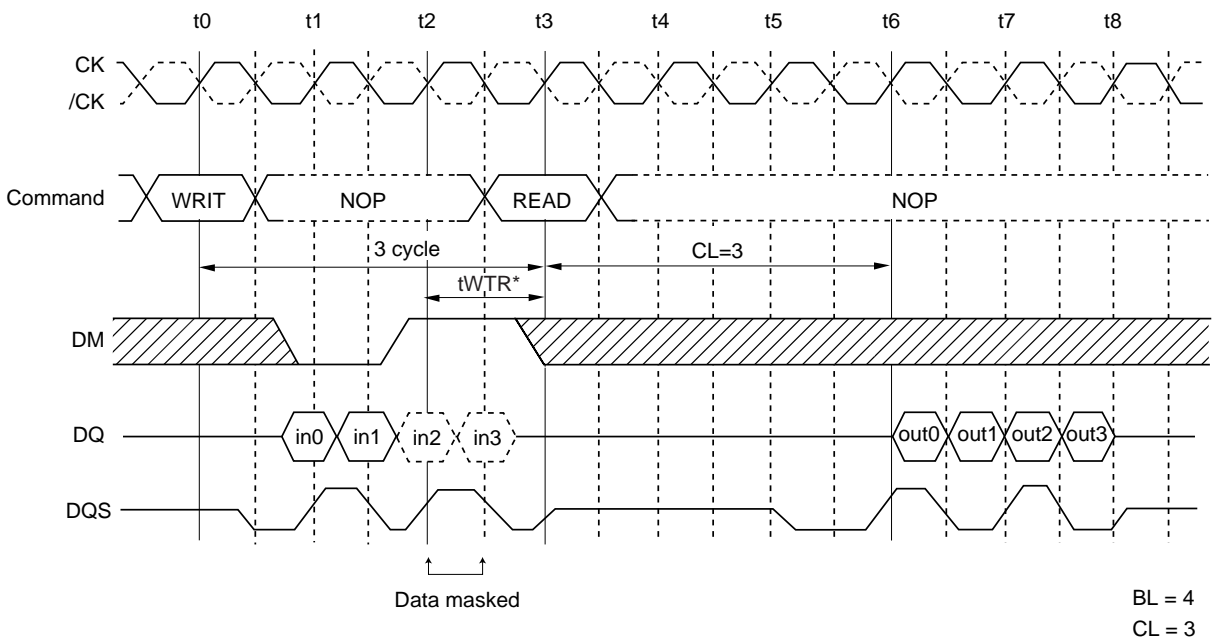 t0 t1 t2 t3 t4 t5 t6 t7 t8
CK
/CK
Command WRIT NOP READ NOP
3 cycle CL=3
tWTR*
DM
DQ in0 in1 in2 in3 out0 out1 out2 out3
DQS
Data masked
BL = 4
CL = 3